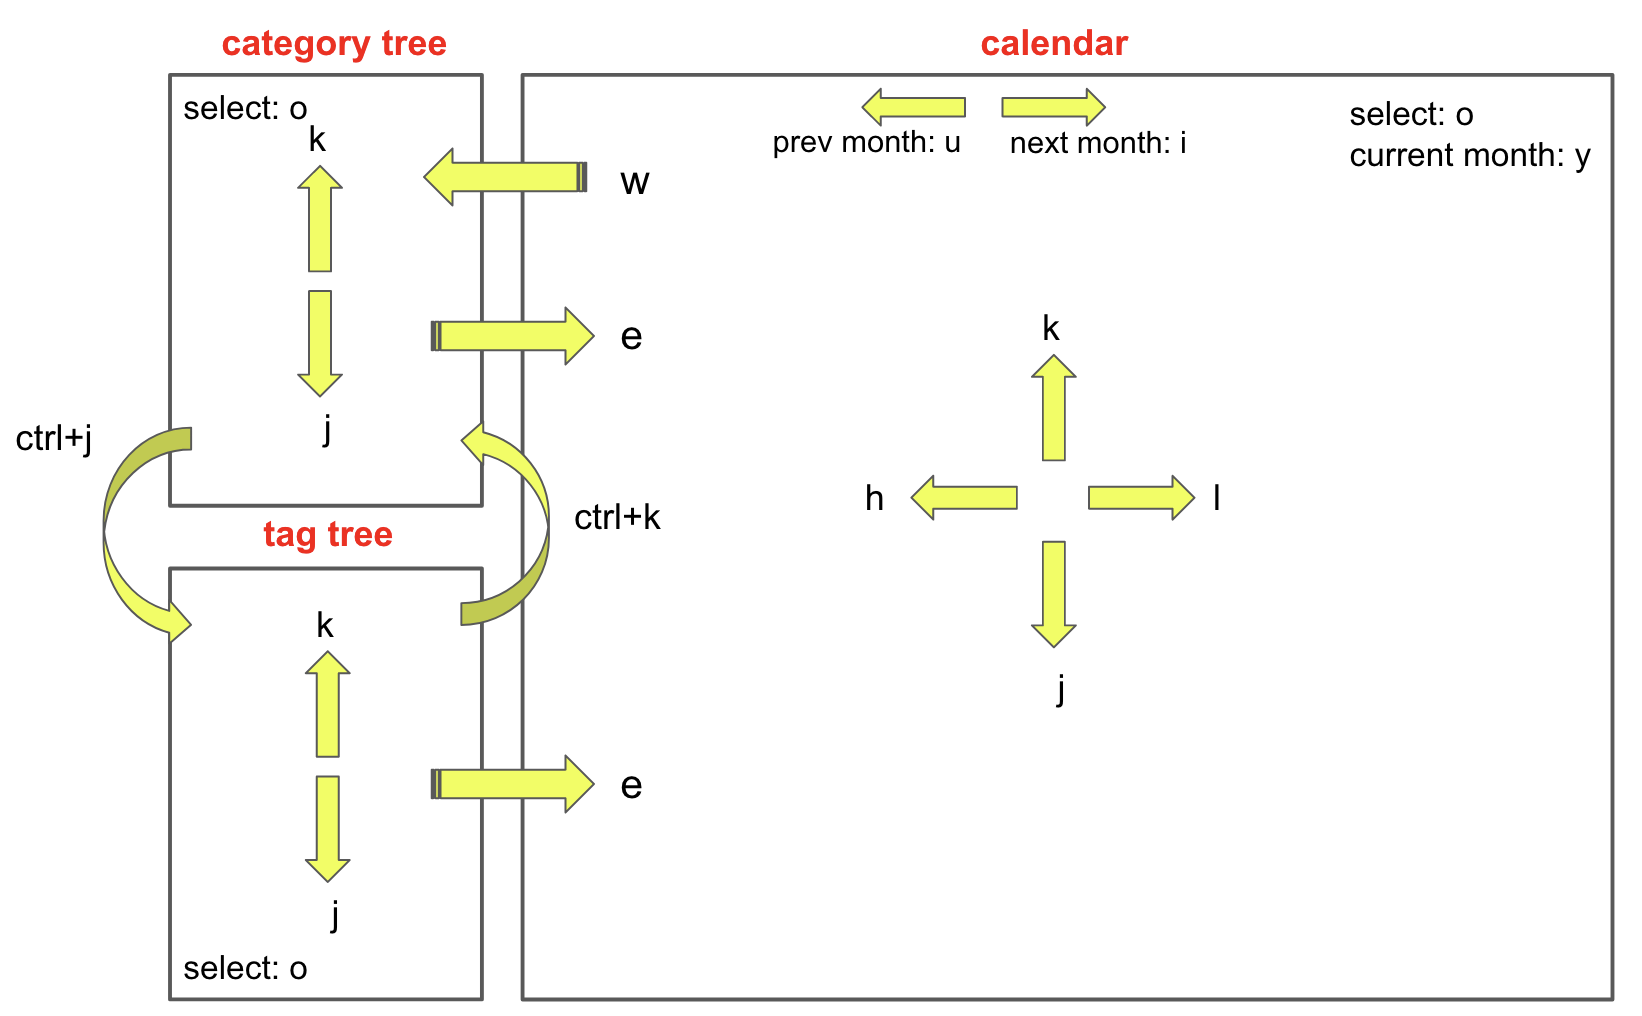 category tree
select: o
k
j
ctrl+j
tag tree
k
j
select: o
w
e
ctrl+k
e
calendar
prev month: u
next month: i
select: o
current month: y
k
h
l
j